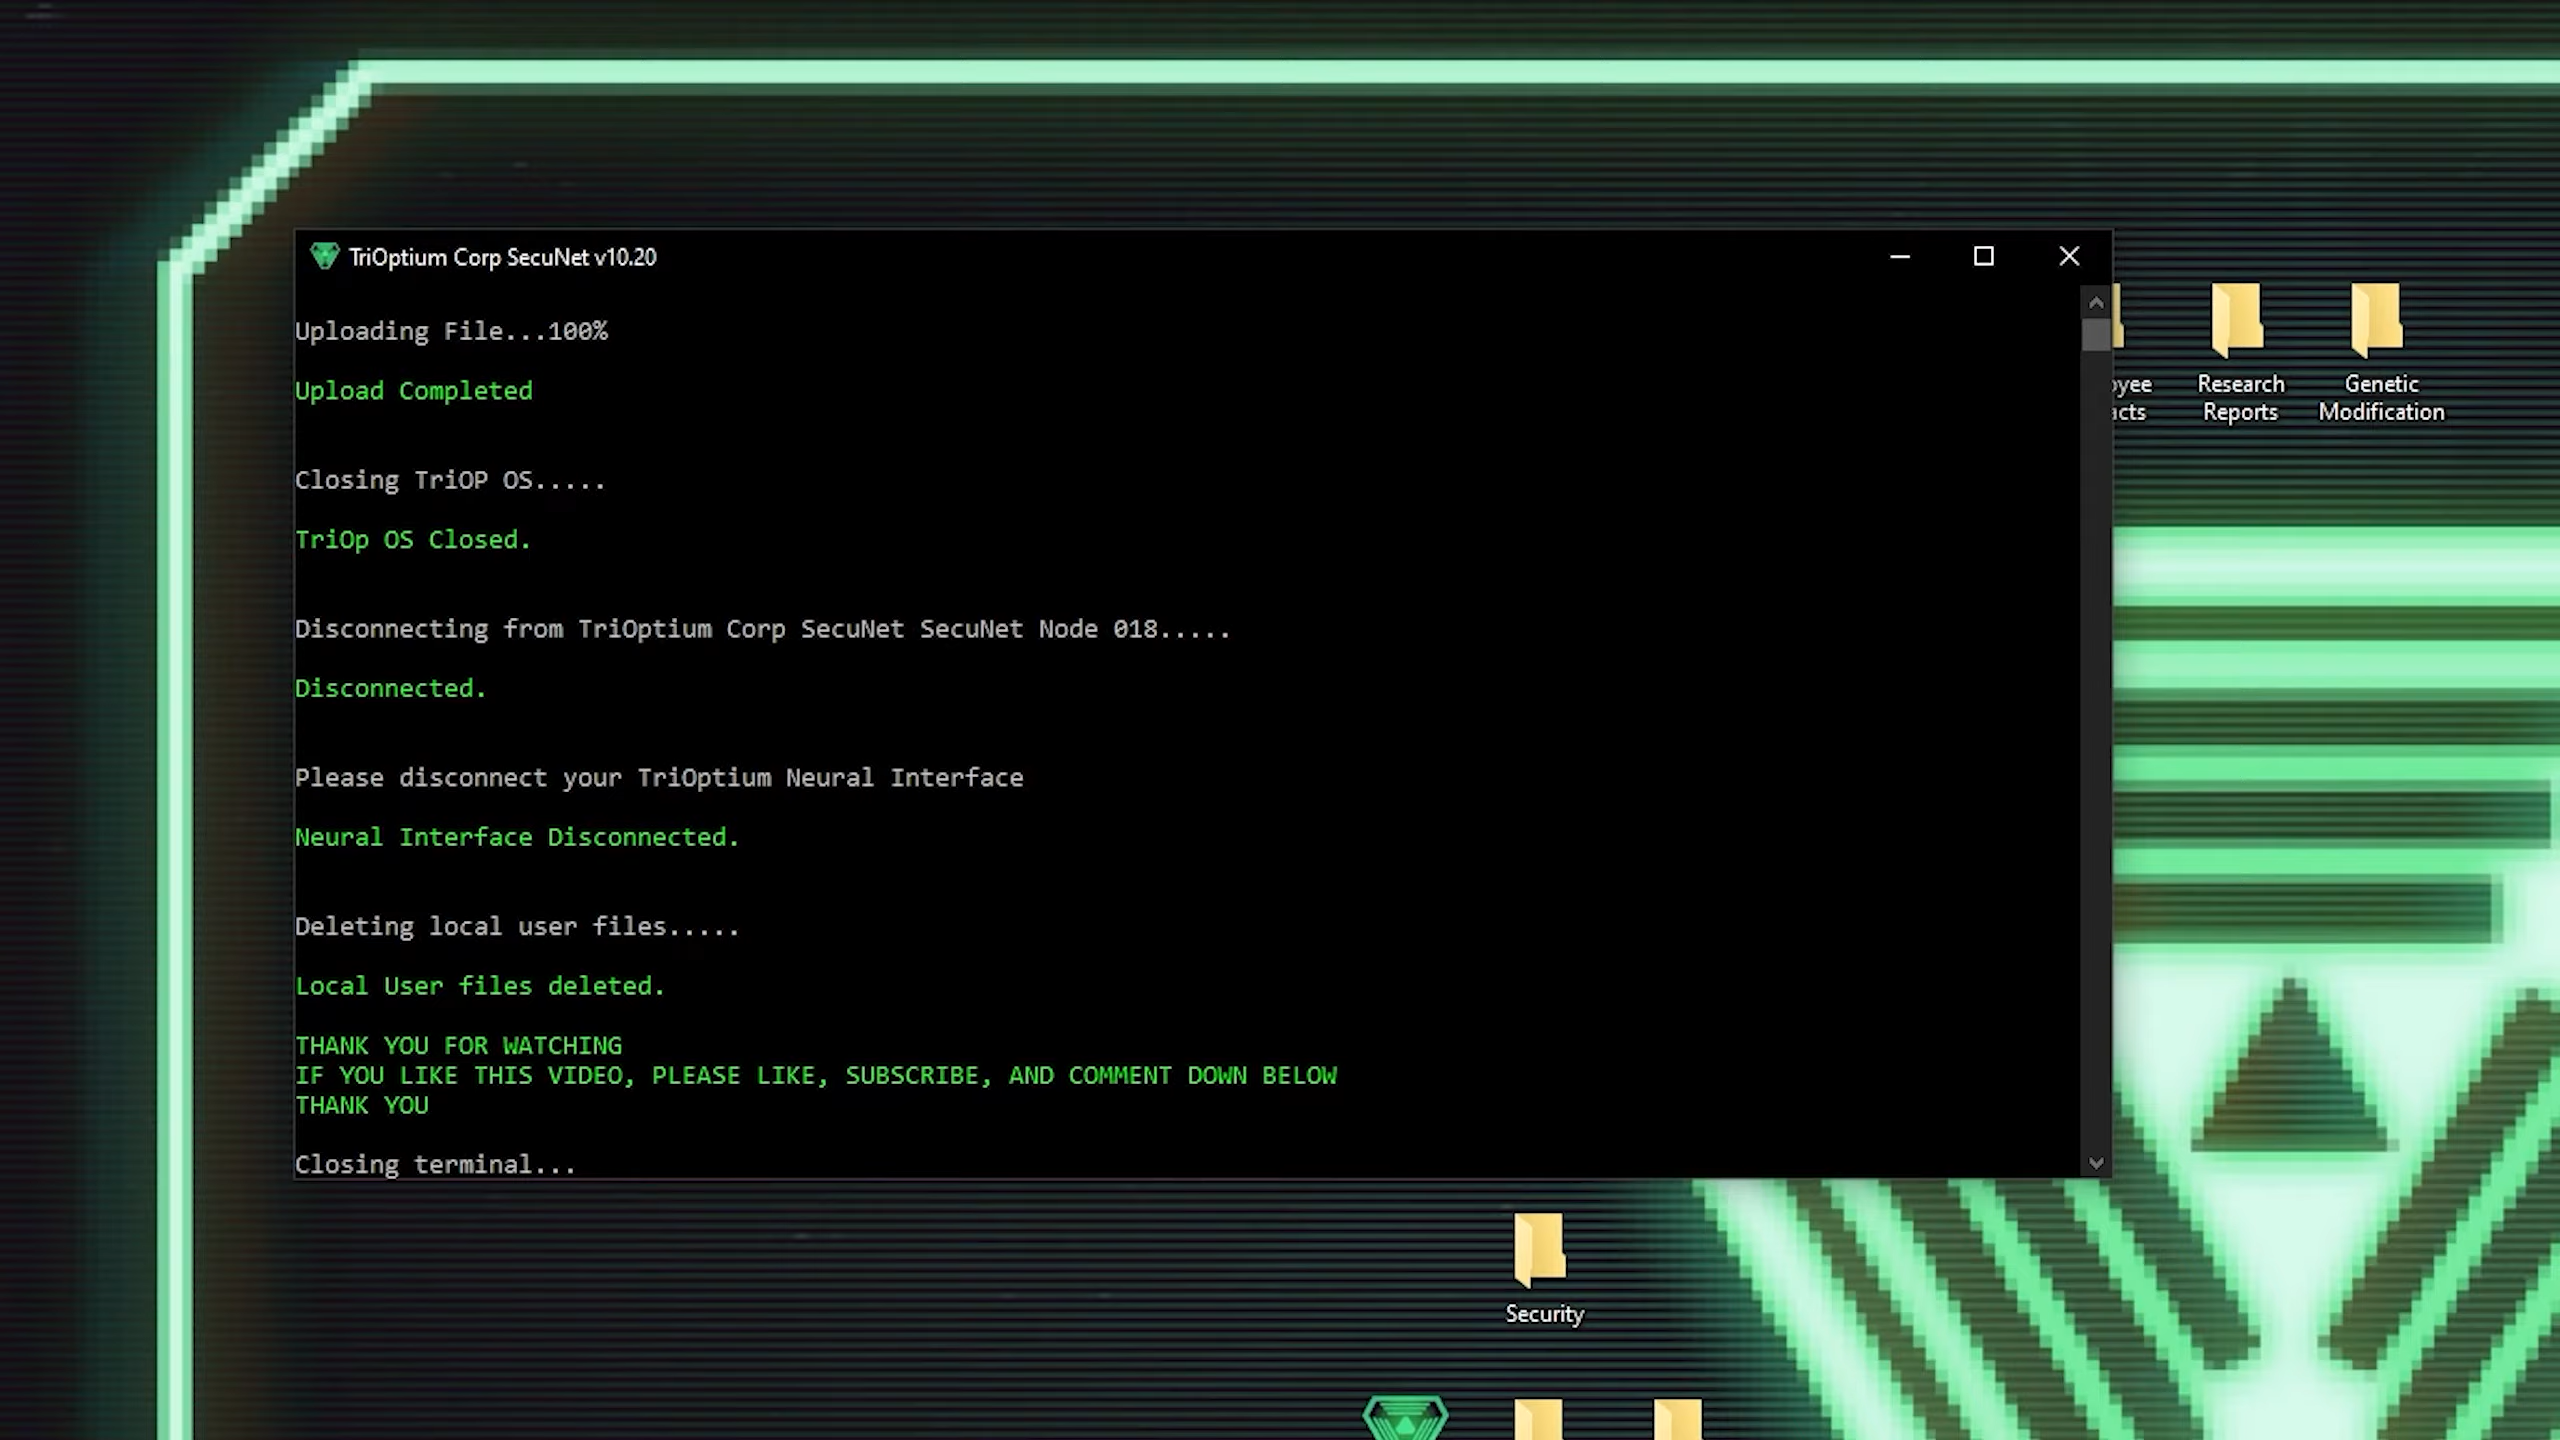 TriOptium Corp SecuNet v10.20
Uploading File...100%
Upload Completed
Closing TriOP OS.....
TriOp OS Closed.
Disconnecting from TriOptium Corp SecuNet SecuNet Node 018.....
Disconnected.
Please disconnect your TriOptium Neural Interface
Neural Interface Disconnected.
Deleting local user files.....
Local User files deleted.
THANK YOU FOR WATCHING
IF YOU LIKE THIS VIDEO, PLEASE LIKE, SUBSCRIBE, AND COMMENT DOWN BELOW
THANK YOU
Closing terminal...
Research
Reports
Genetic
Modification
Security